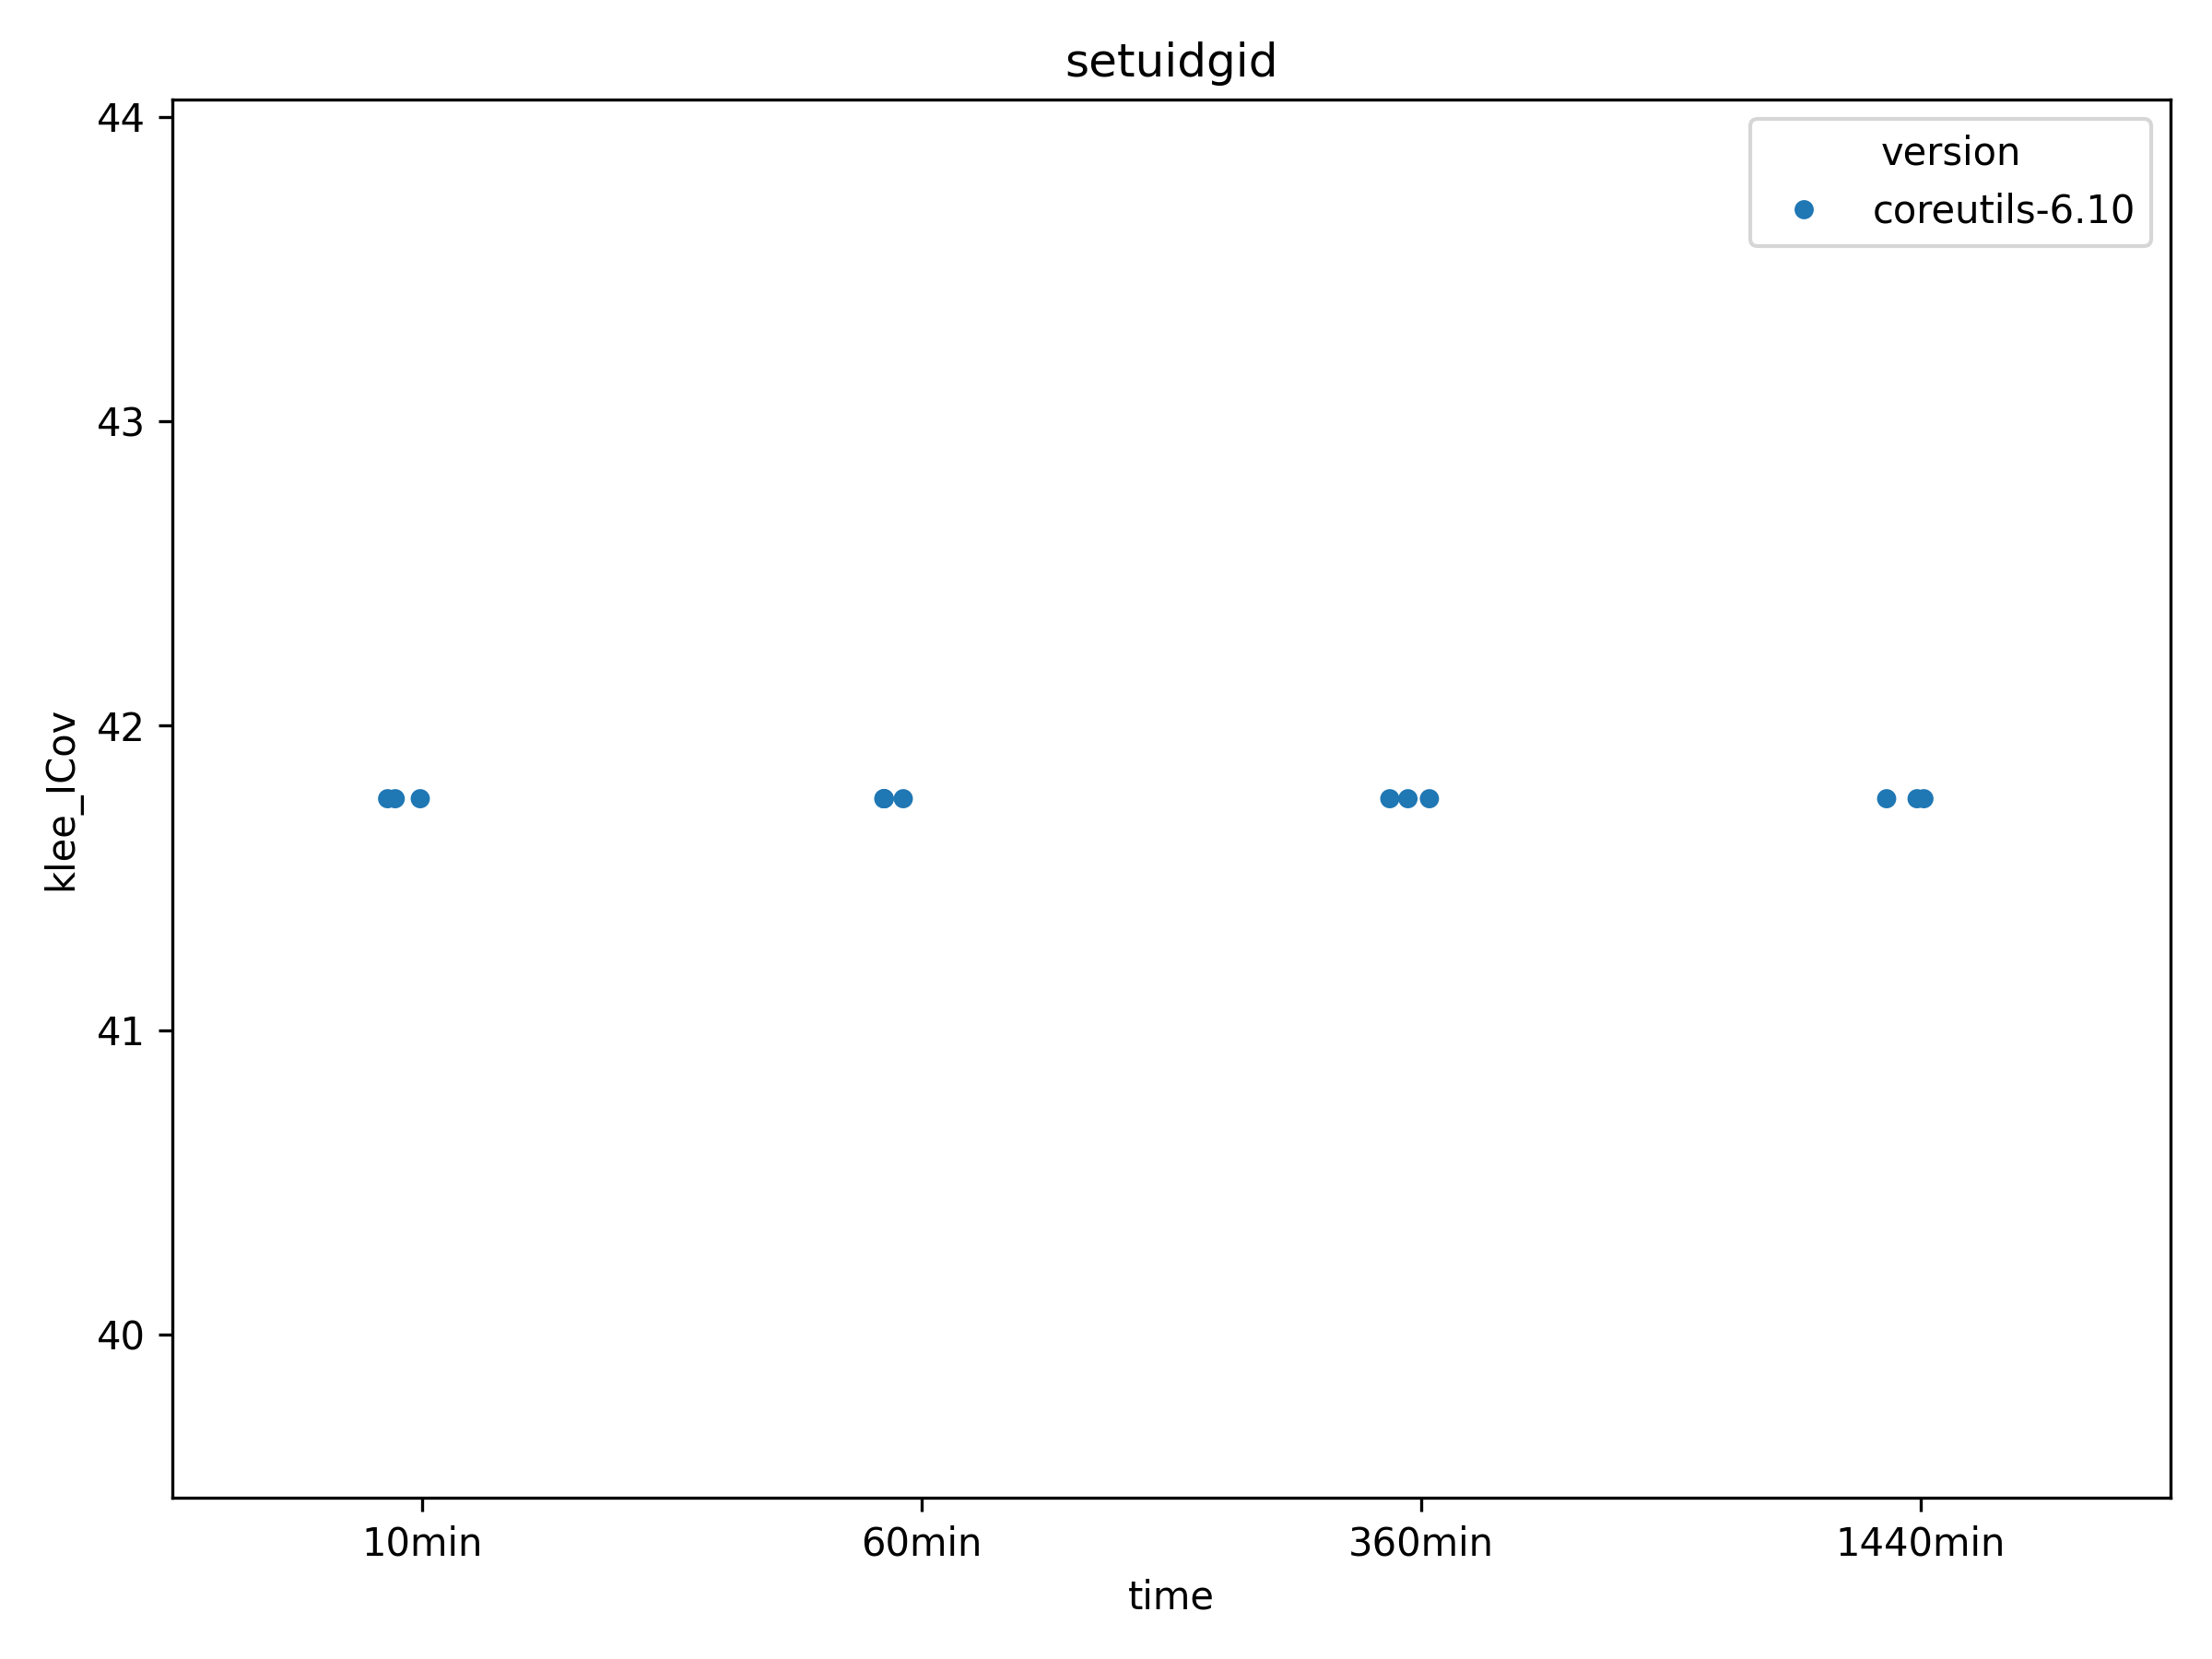 setuidgid
version
coreutils-6.10
44
43
42
41
40
klee_ICov
10min
60min
360min
1440min
time